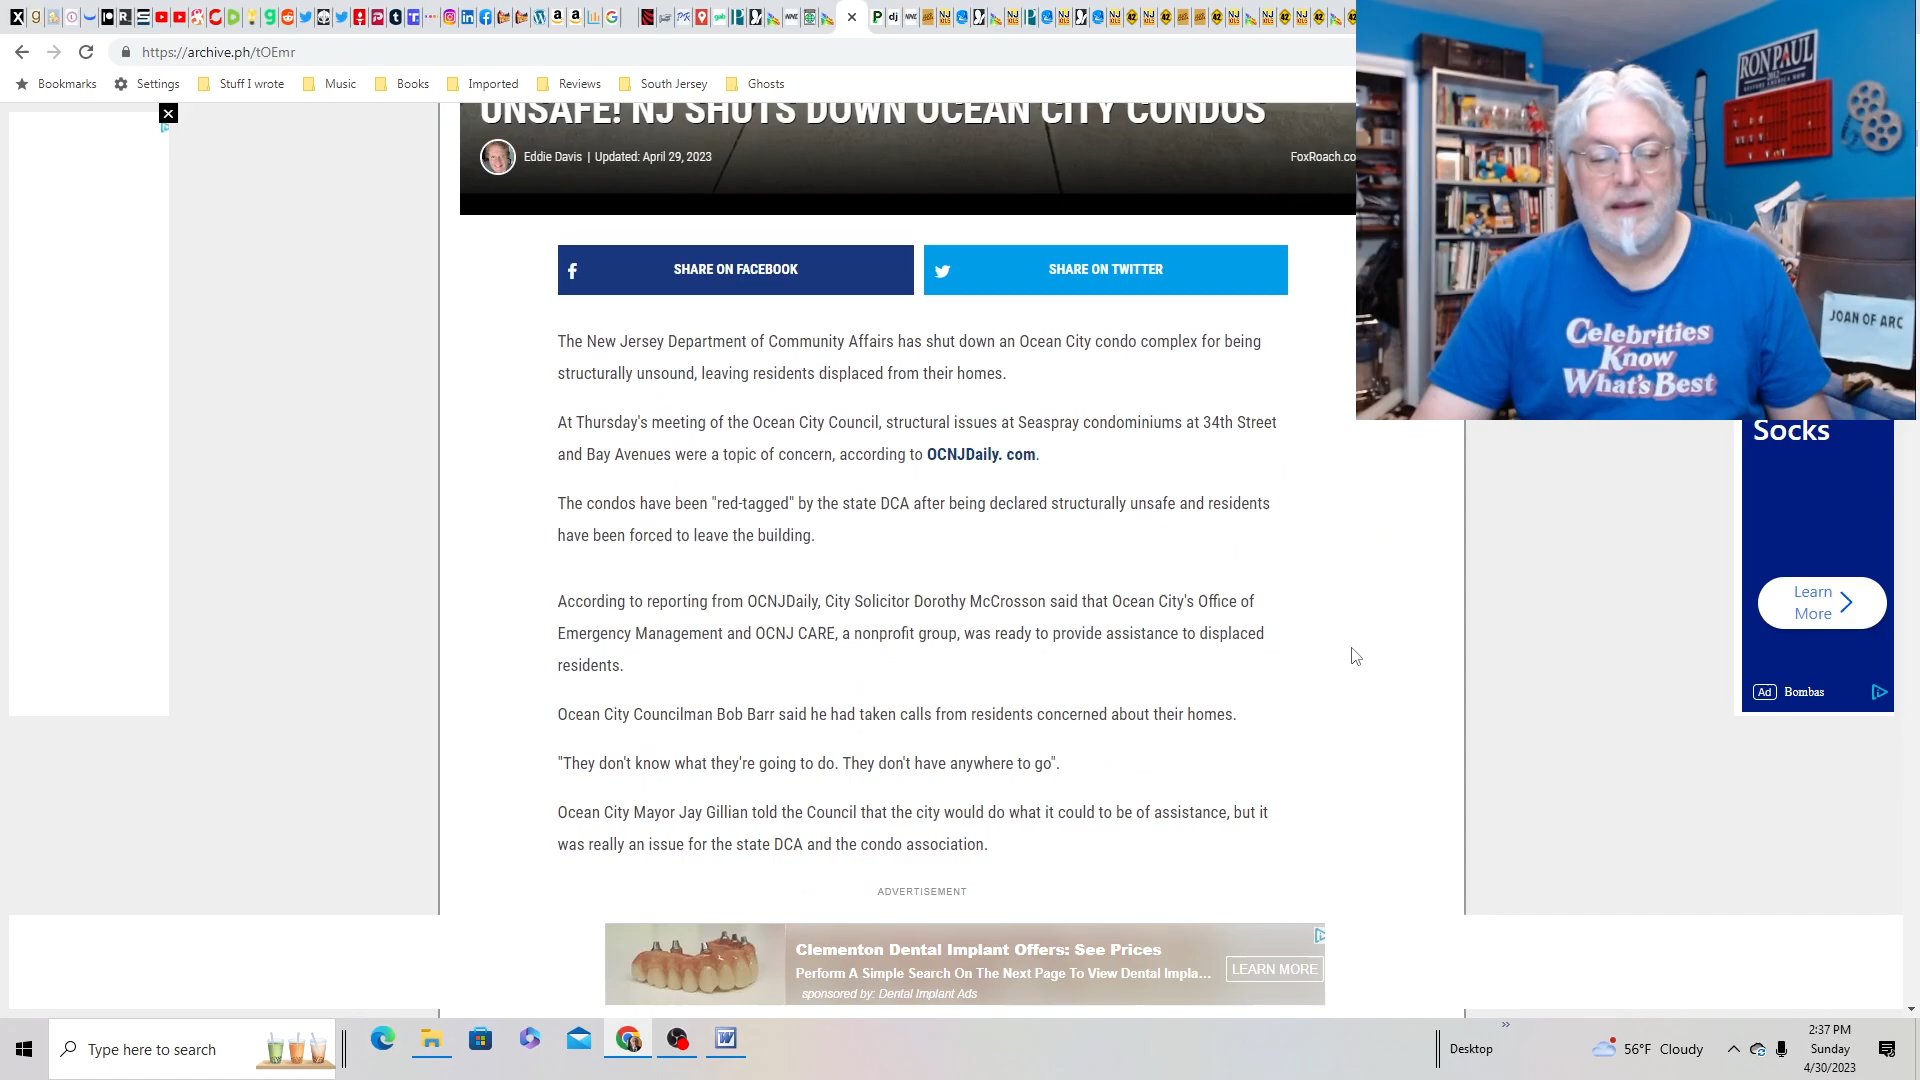 https://archive.ph/tOEmr
Bookmarks Settings Stuff I wrote Music Books Imported Reviews South Jersey Ghosts
UNSAFE! NJ SHUTS DOWN OCEAN CITY CONDOS
Eddie Davis | Updated: April 29, 2023
FoxRoach.co
SHARE ON FACEBOOK
SHARE ON TWITTER
The New Jersey Department of Community Affairs has shut down an Ocean City condo complex for being
structurally unsound, leaving residents displaced from their homes.
At Thursday's meeting of the Ocean City Council, structural issues at Seaspray condominiums at 34th Street
and Bay Avenues were a topic of concern, according to OCNJDaily. com.
The condos have been "red-tagged" by the state DCA after being declared structurally unsafe and residents
have been forced to leave the building.
According to reporting from OCNJDaily, City Solicitor Dorothy McCrosson said that Ocean City's Office of
Emergency Management and OCNJ CARE, a nonprofit group, was ready to provide assistance to displaced
residents.
Ocean City Councilman Bob Barr said he had taken calls from residents concerned about their homes.
"They don't know what they're going to do. They don't have anywhere to go".
Ocean City Mayor Jay Gillian told the Council that the city would do what it could to be of assistance, but it
was really an issue for the state DCA and the condo association.
ADVERTISEMENT
Clementon Dental Implant Offers: See Prices
Perform A Simple Search On The Next Page To View Dental Impla...
sponsored by: Dental Implant Ads
LEARN MORE
RON PAUL
2012
JOAN OF ARC
Celebrities
Know
What's Best
Socks
Learn
More
Ad Bombas
Type here to search
Desktop
56°F Cloudy
2:37 PM
Sunday
4/30/2023